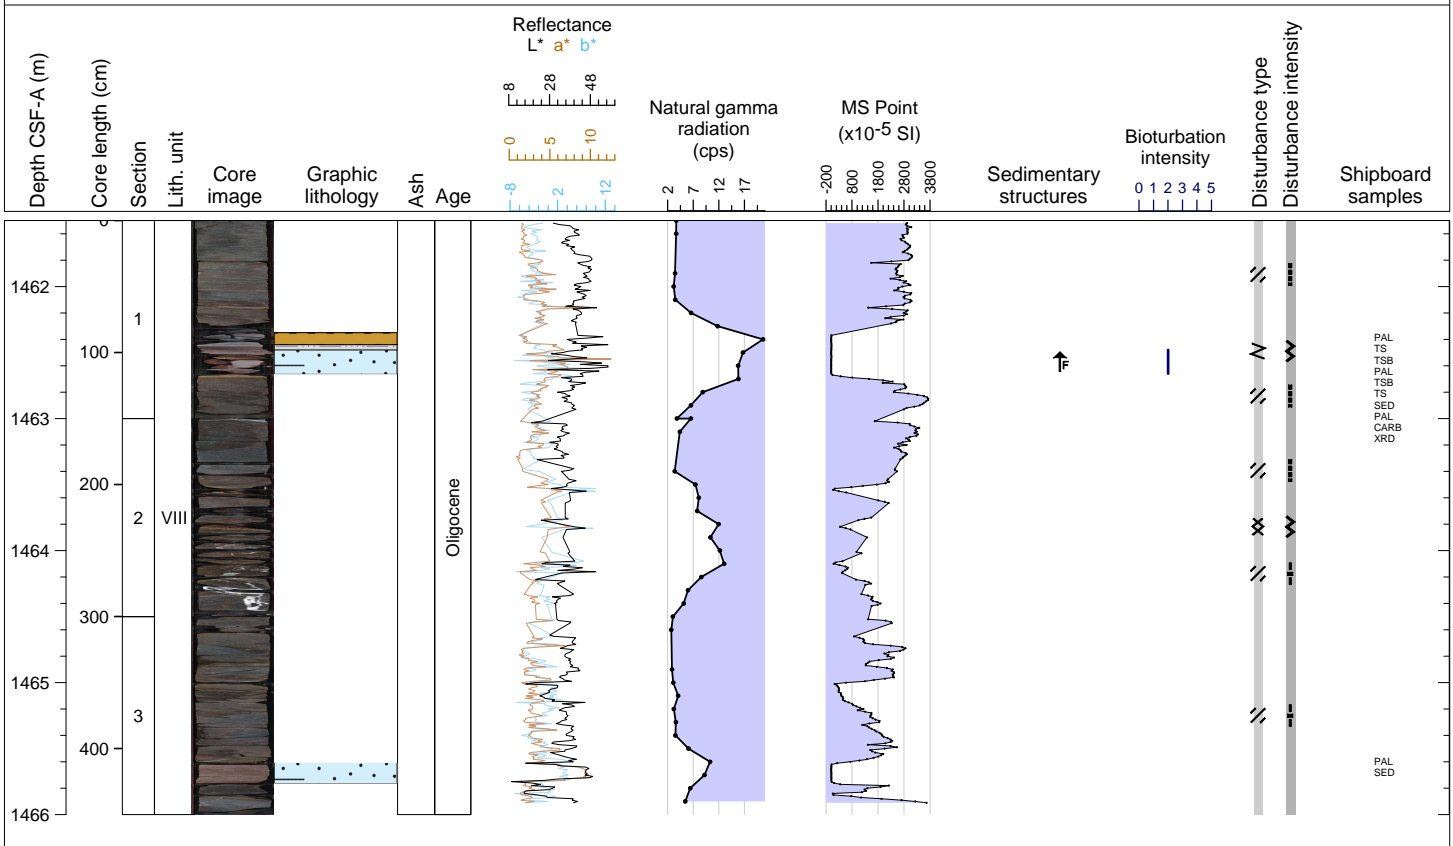 Reflectance
L* a* b*
8 28 48
0 5 10
-8 2 12
Depth CSF-A (m)
Core length (cm)
Section
Lith. unit
Core
image
Graphic
lithology
Ash
Age
Natural gamma
radiation
(cps)
2 7 12 17
MS Point
(x10-5 SI)
-200 800 1800 2800 3800
Sedimentary
structures
Bioturbation
intensity
0 1 2 3 4 5
Disturbance type
Disturbance intensity
Shipboard
samples
0
1462
1
PAL
100
TS
TSB
F
PAL
TSB
TS
SED
1463
PAL
CARB
XRD
200
2
VIII
Oligocene
1464
300
1465
3
400
PAL
SED
1466